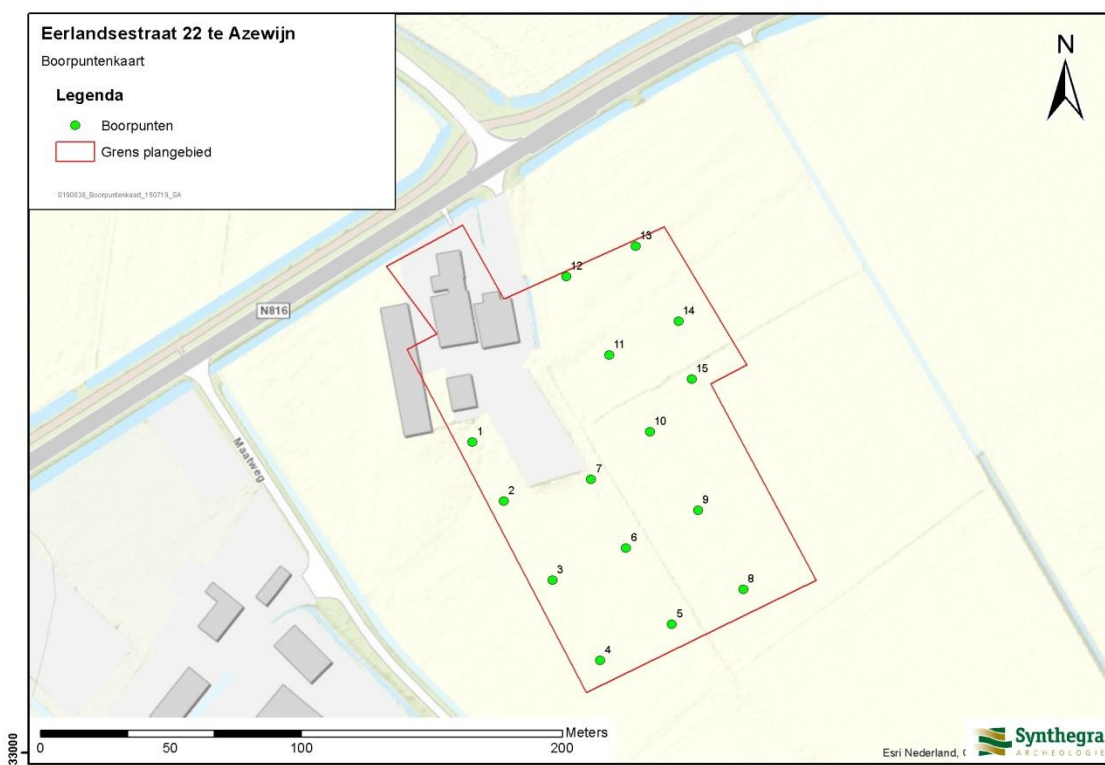 Eerlandsestraat 22 te Azewijn
Boorpuntenkaart
Legenda
Boorpunten
Grens plangebied
S190038_Boorpuntenkaart_150719_SA
N
N816
Maatweg
13
12
14
11
15
10
1
7
2
9
6
3
8
5
4
Meters
0 50 100 200
33000
Esri Nederland, C
Synthegra
ARCHEOLOGIE